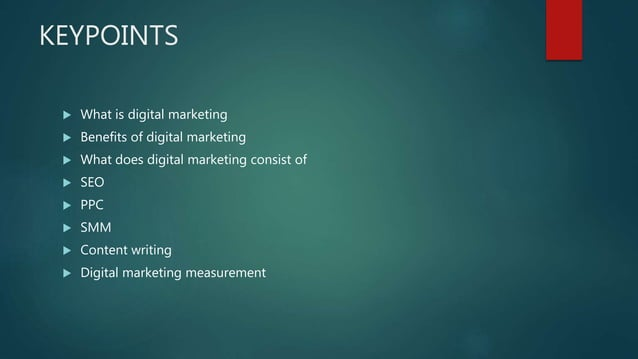 KEYPOINTS
What is digital marketing
Benefits of digital marketing
What does digital marketing consist of
SEO
PPC
SMM
Content writing
Digital marketing measurement